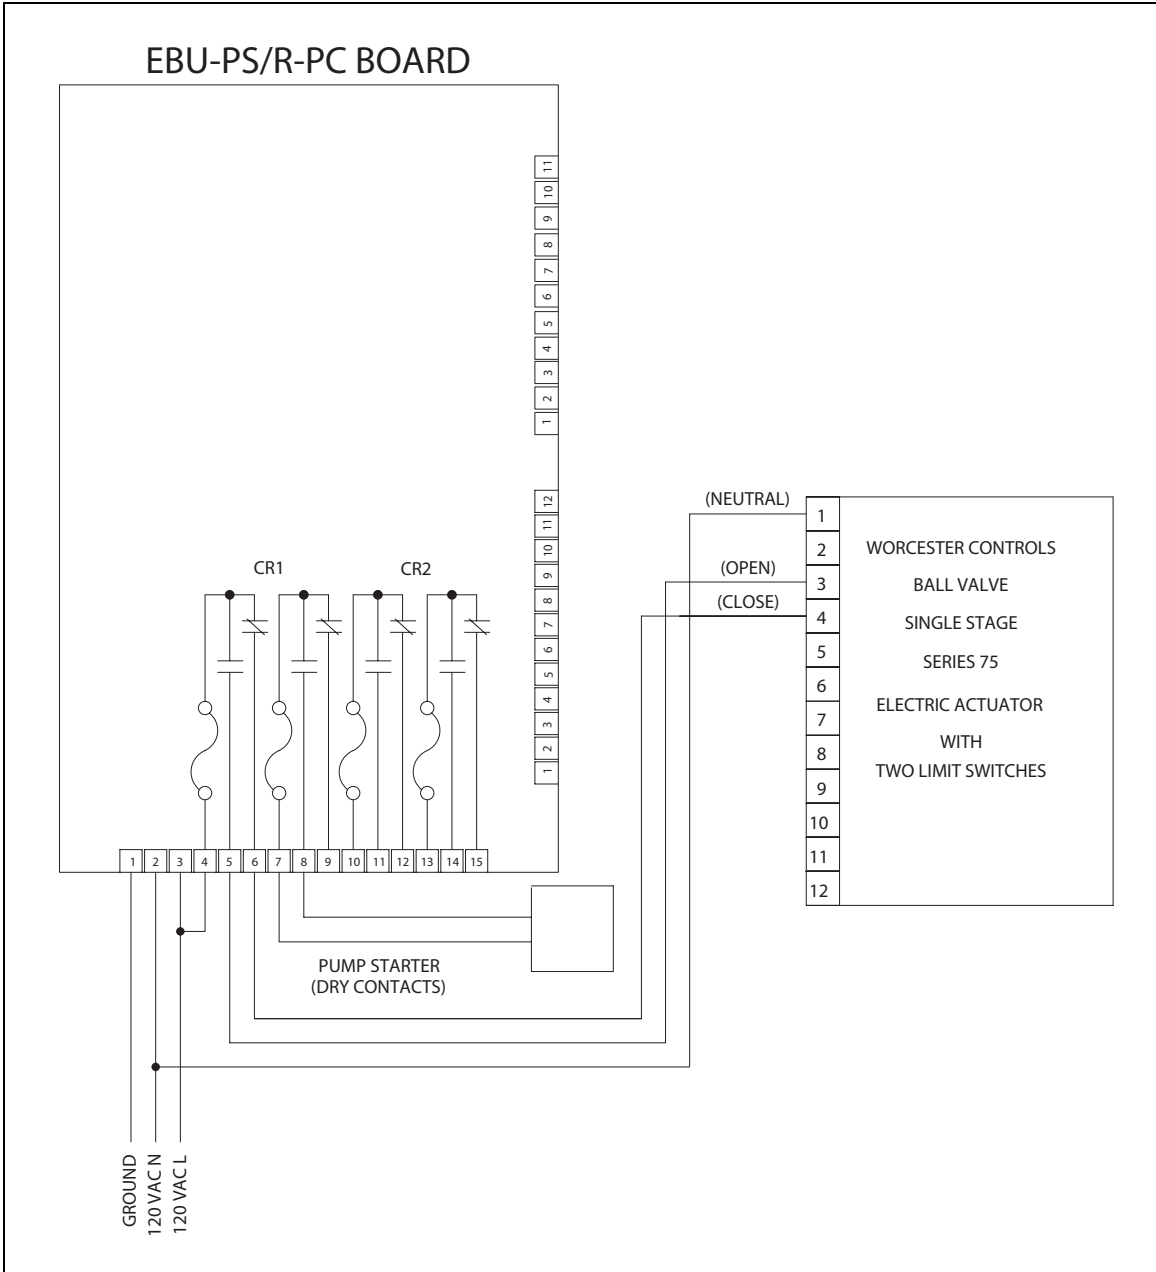 EBU-PS/R-PC BOARD
11
10
9
8
7
6
5
4
3
2
1
12
11
10
9
8
7
6
5
4
3
2
1
CR1 CR2
1 2 3 4 5 6 7 8 9 10 11 12 13 14 15
PUMP STARTER
(DRY CONTACTS)
GROUND
120 VAC N
120 VAC L
(NEUTRAL)
(OPEN)
(CLOSE)
1
2
3
4
5
6
7
8
9
10
11
12
WORCESTER CONTROLS
BALL VALVE
SINGLE STAGE
SERIES 75
ELECTRIC ACTUATOR
WITH
TWO LIMIT SWITCHES